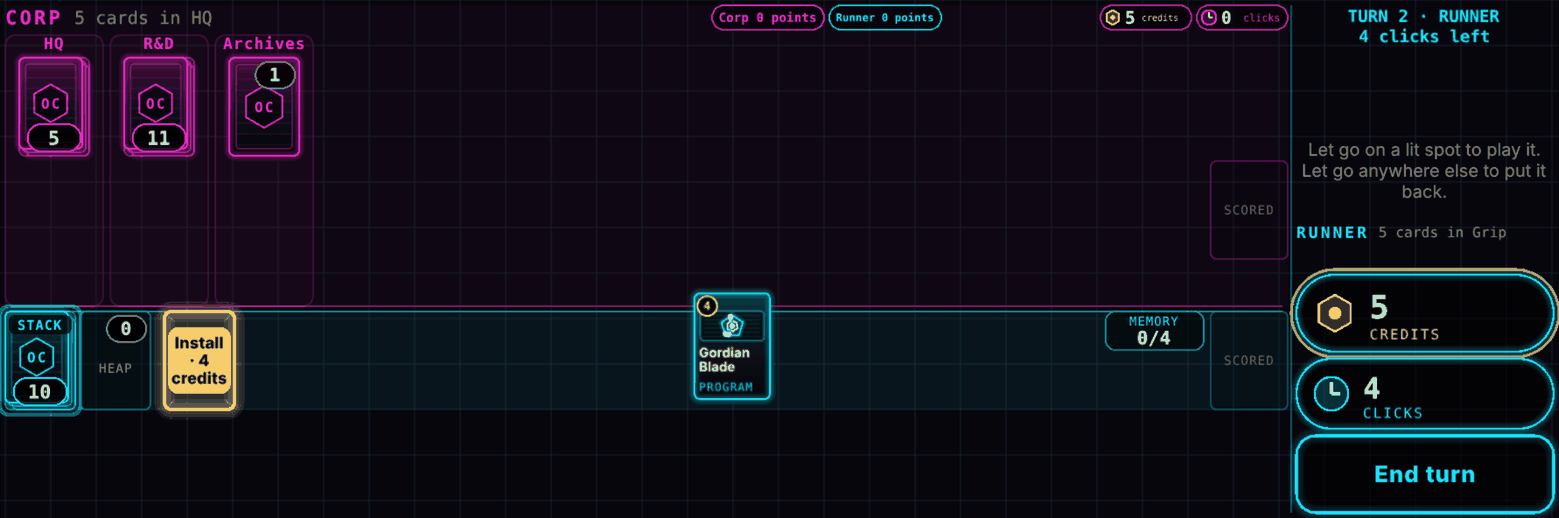 CORP 5 cards in HQ
Corp 0 points
Runner 0 points
5 credits
0 clicks
TURN 2 · RUNNER
4 clicks left
HQ
R&D
Archives
OC
5
OC
11
1
OC
SCORED
Let go on a lit spot to play it.
Let go anywhere else to put it
back.
RUNNER 5 cards in Grip
STACK
OC
10
0
HEAP
Install
· 4
credits
4
Gordian
Blade
PROGRAM
MEMORY
0/4
SCORED
5
CREDITS
4
CLICKS
End turn